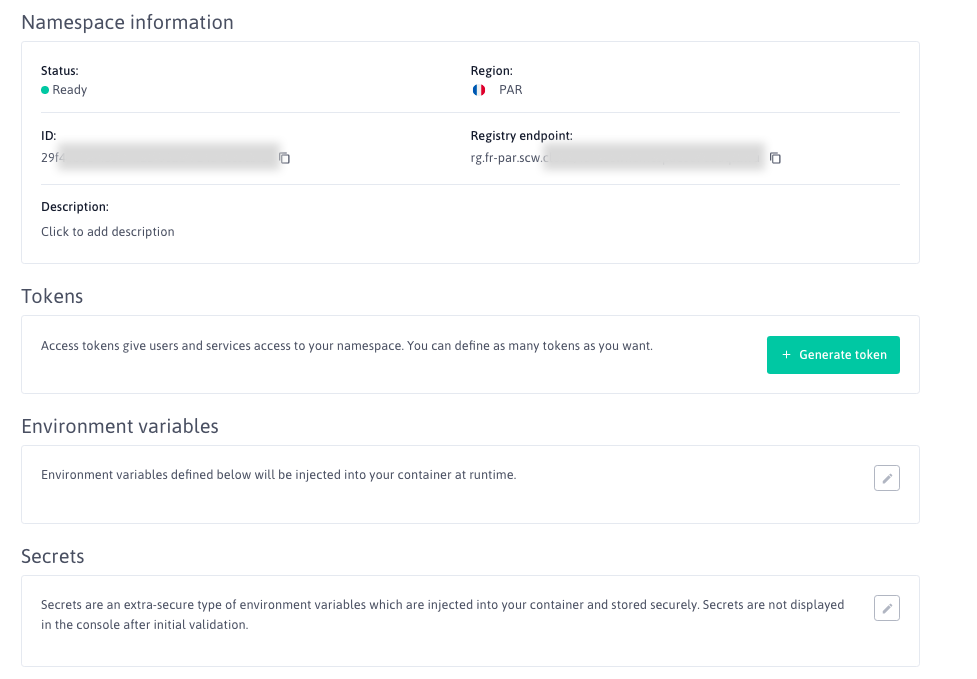 Namespace information
Status:
Ready
Region:
PAR
ID:
Registry endpoint:
rg.fr-par.scw.
Description:
Click to add description
Tokens
Access tokens give users and services access to your namespace. You can define as many tokens as you want.
+ Generate token
Environment variables
Environment variables defined below will be injected into your container at runtime.
Secrets
Secrets are an extra-secure type of environment variables which are injected into your container and stored securely. Secrets are not displayed
in the console after initial validation.